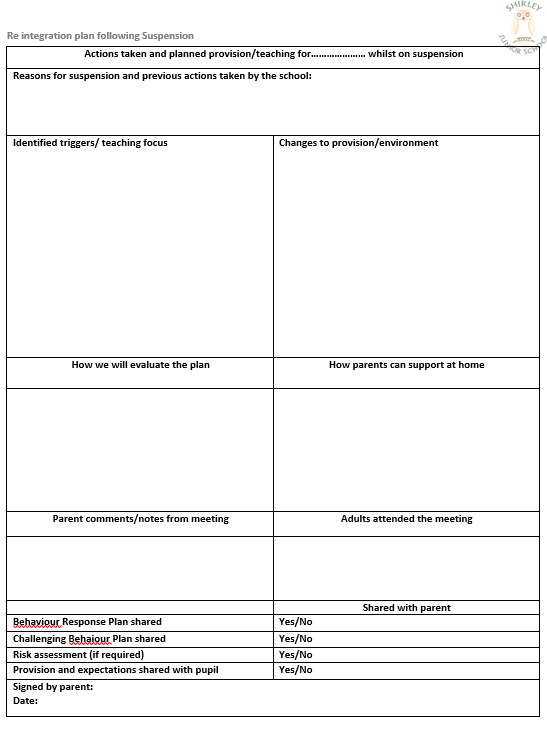 SHIRLEY
JUNIOR SCHOOL
Re integration plan following Suspension
Actions taken and planned provision/teaching for………………… whilst on suspension
Reasons for suspension and previous actions taken by the school:
Identified triggers/ teaching focus
Changes to provision/environment
How we will evaluate the plan
How parents can support at home
Parent comments/notes from meeting
Adults attended the meeting
Shared with parent
Behaviour Response Plan shared
Yes/No
Challenging Behaiour Plan shared
Yes/No
Risk assessment (if required)
Yes/No
Provision and expectations shared with pupil
Yes/No
Signed by parent:
Date: